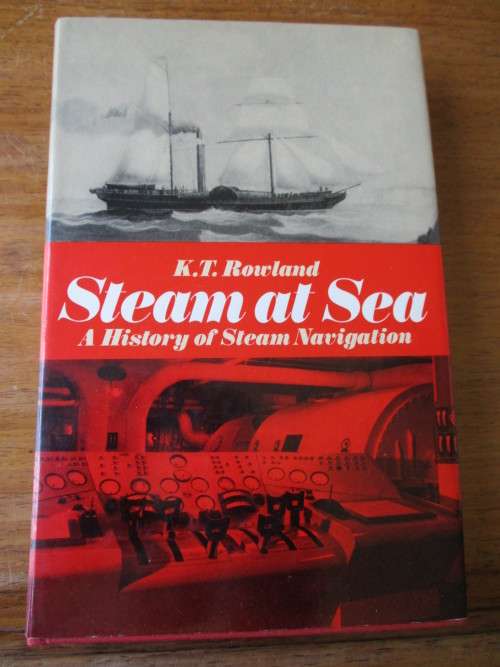 K.T. Rowland
Steam at Sea
A History of Steam Navigation